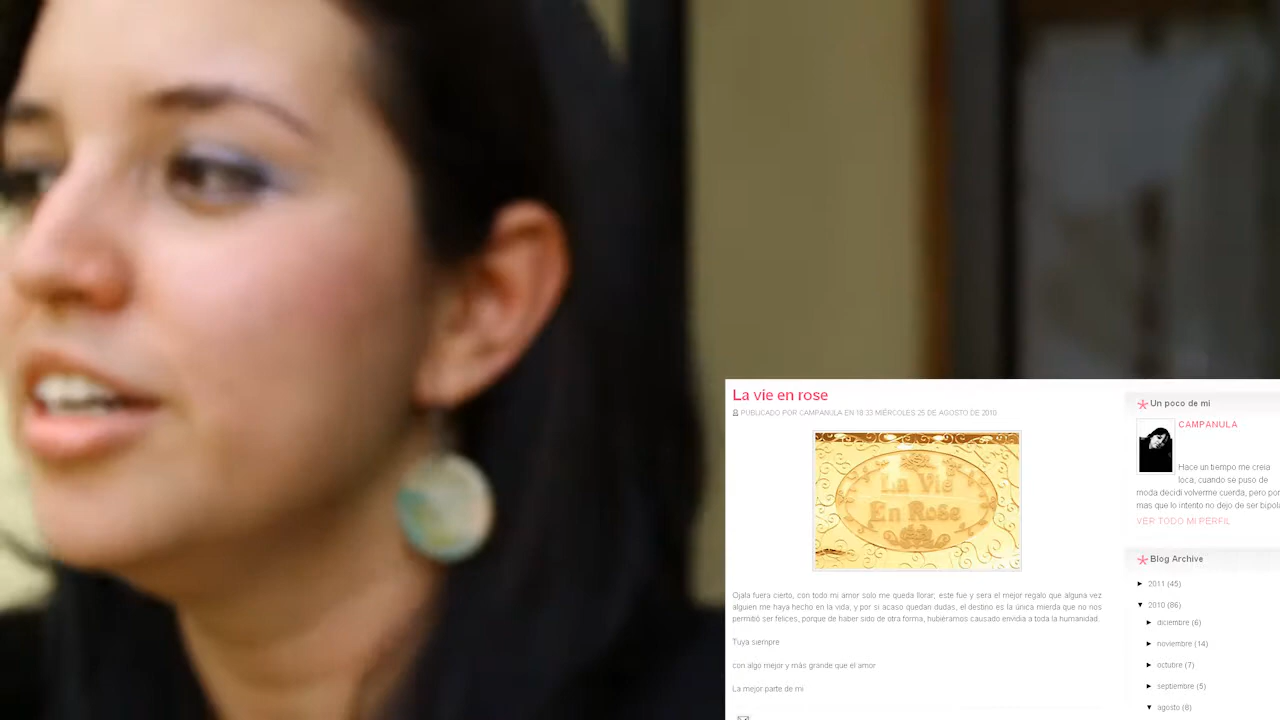 La vie en rose
PUBLICADO POR CAMPANULA EN 18:33 MIÉRCOLES 25 DE AGOSTO DE 2010
La Vie
En Rose
Ojala fuera cierto, con todo mi amor solo me queda llorar, este fue y sera el mejor regalo que alguna vez
alguien me haya hecho en la vida, y por si acaso quedan dudas, el destino es la única mierda que no nos
permitió ser felices, porque de haber sido de otra forma, hubiéramos causado envidia a toda la humanidad.
Tuya siempre
con algo mejor y más grande que el amor
La mejor parte de mi
Un poco de mi
CAMPANULA
Hace un tiempo me creia
loca, cuando se puso de
moda decidi volverme cuerda, pero por
mas que lo intento no dejo de ser bipola
VER TODO MI PERFIL
Blog Archive
► 2011 (45)
▼ 2010 (86)
► diciembre (6)
► noviembre (14)
► octubre (7)
► septiembre (5)
▼ agosto (8)